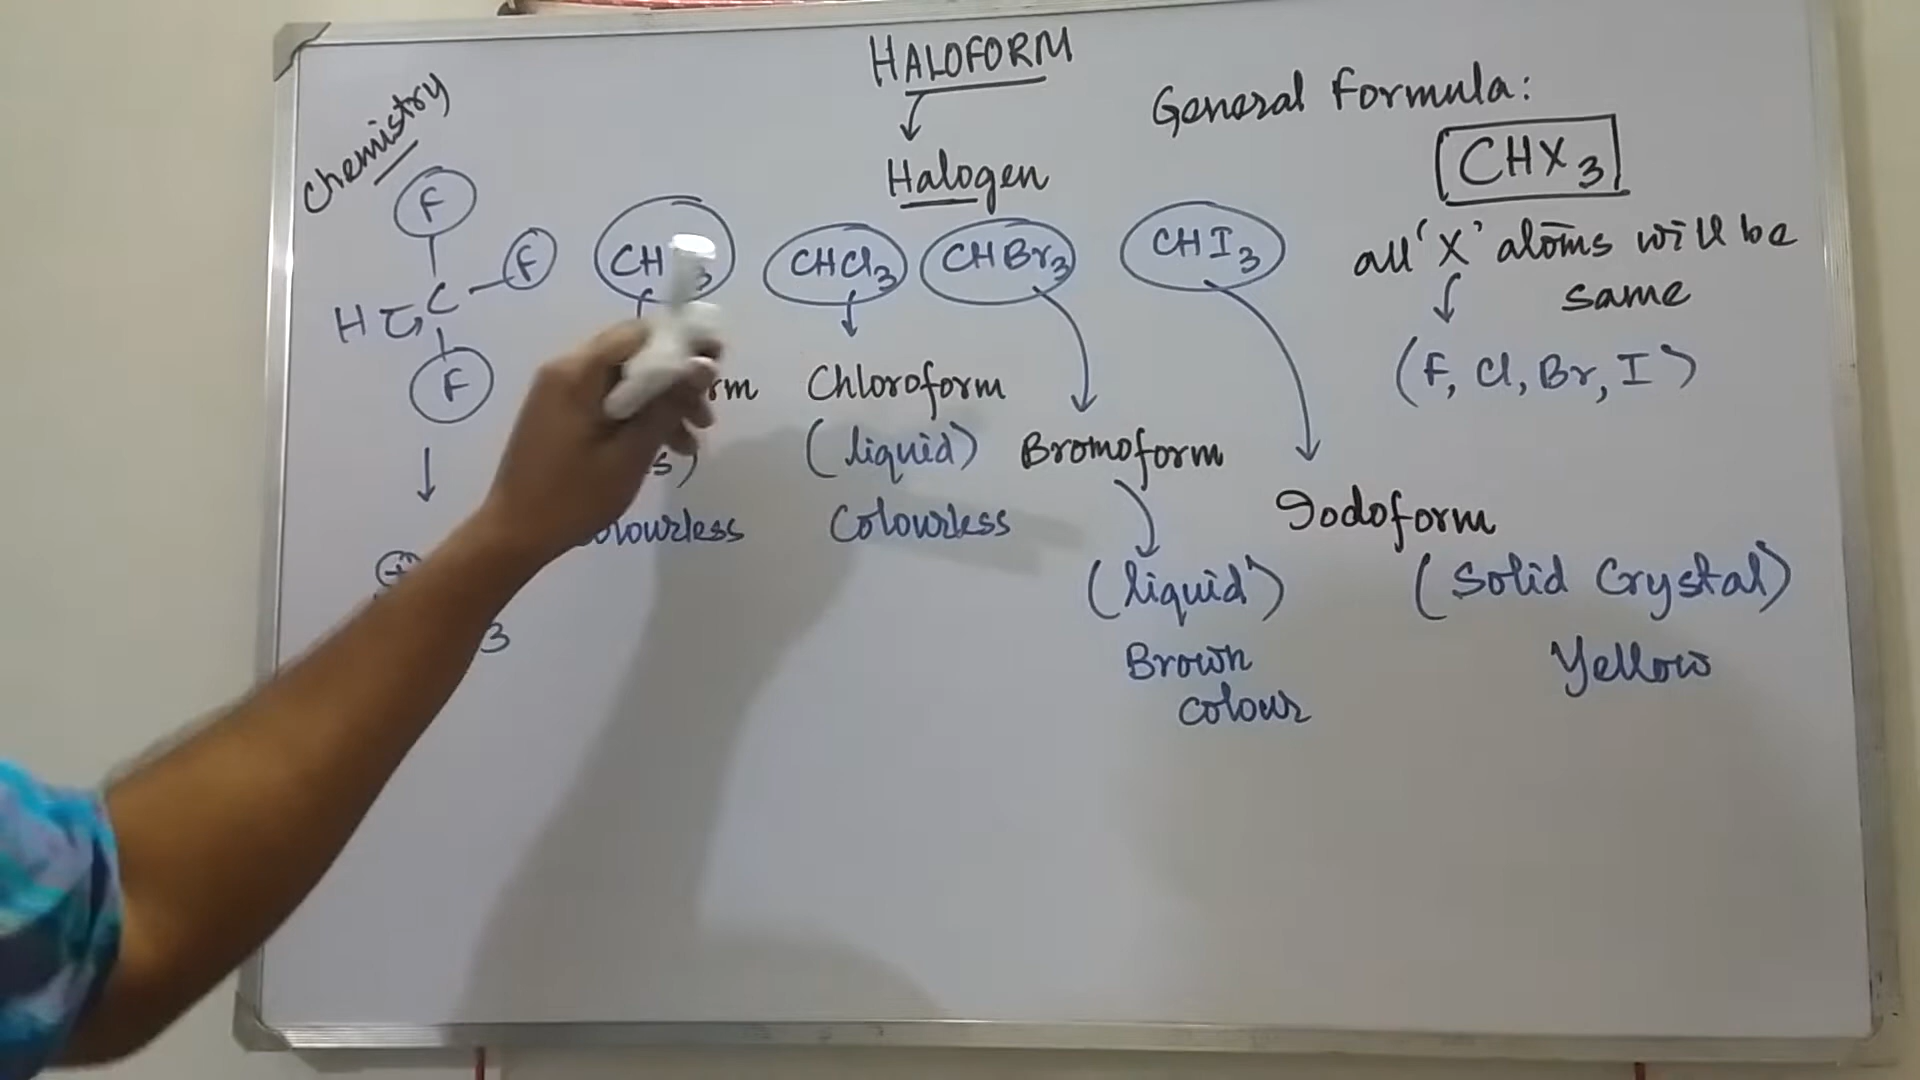 HALOFORM
Chemistry
Halogen
General Formula:
CHX3
all 'X' atoms will be
same
(F, Cl, Br, I)
F
F
H C
F
CHCl3
CHBr3
CHI3
Chloroform
(liquid)
Colourless
Bromoform
(liquid)
Brown
colour
Iodoform
(Solid Crystal)
Yellow
3